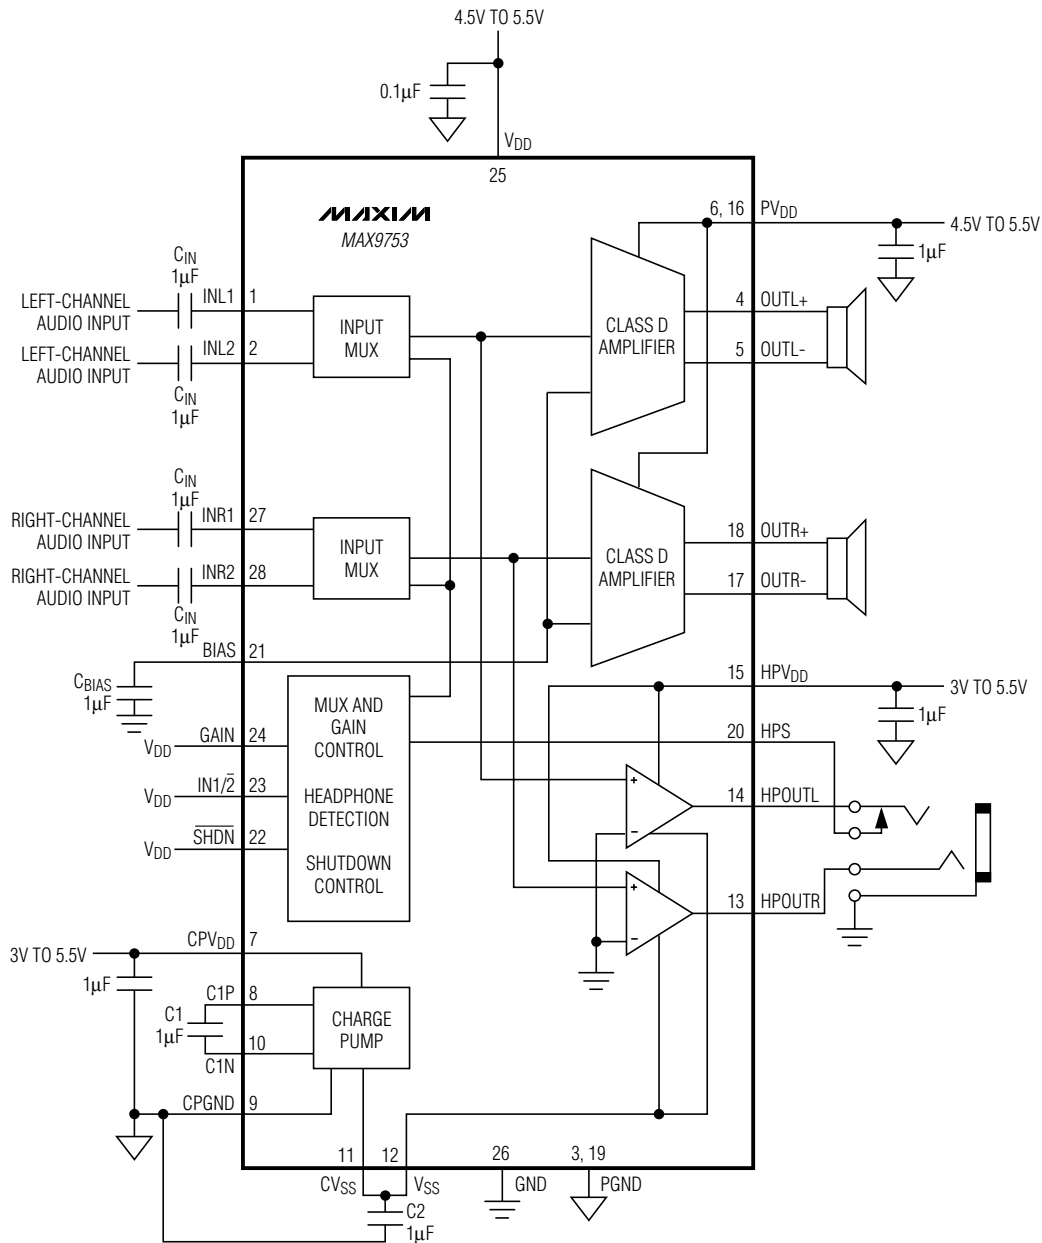 4.5V TO 5.5V
0.1µF
VDD
25
MAXIM
MAX9753
6, 16 PVDD
4.5V TO 5.5V
1µF
CIN
1µF
LEFT-CHANNEL
AUDIO INPUT
INL1 1
INPUT
MUX
CLASS D
AMPLIFIER
4 OUTL+
LEFT-CHANNEL
AUDIO INPUT
INL2 2
5 OUTL-
CIN
1µF
CIN
1µF
RIGHT-CHANNEL
AUDIO INPUT
INR1 27
INPUT
MUX
CLASS D
AMPLIFIER
18 OUTR+
RIGHT-CHANNEL
AUDIO INPUT
INR2 28
17 OUTR-
CIN
1µF
BIAS 21
CBIAS
1µF
15 HPVDD
3V TO 5.5V
1µF
MUX AND
GAIN
CONTROL
HEADPHONE
DETECTION
SHUTDOWN
CONTROL
VDD GAIN 24
20 HPS
VDD IN1/2̅ 23
+
−
14 HPOUTL
VDD S̅H̅D̅N̅ 22
+
−
13 HPOUTR
3V TO 5.5V
CPVDD 7
1µF
C1P 8
C1
1µF
CHARGE
PUMP
10
C1N
CPGND 9
11
12
26
3, 19
CVSS
VSS
GND
PGND
C2
1µF